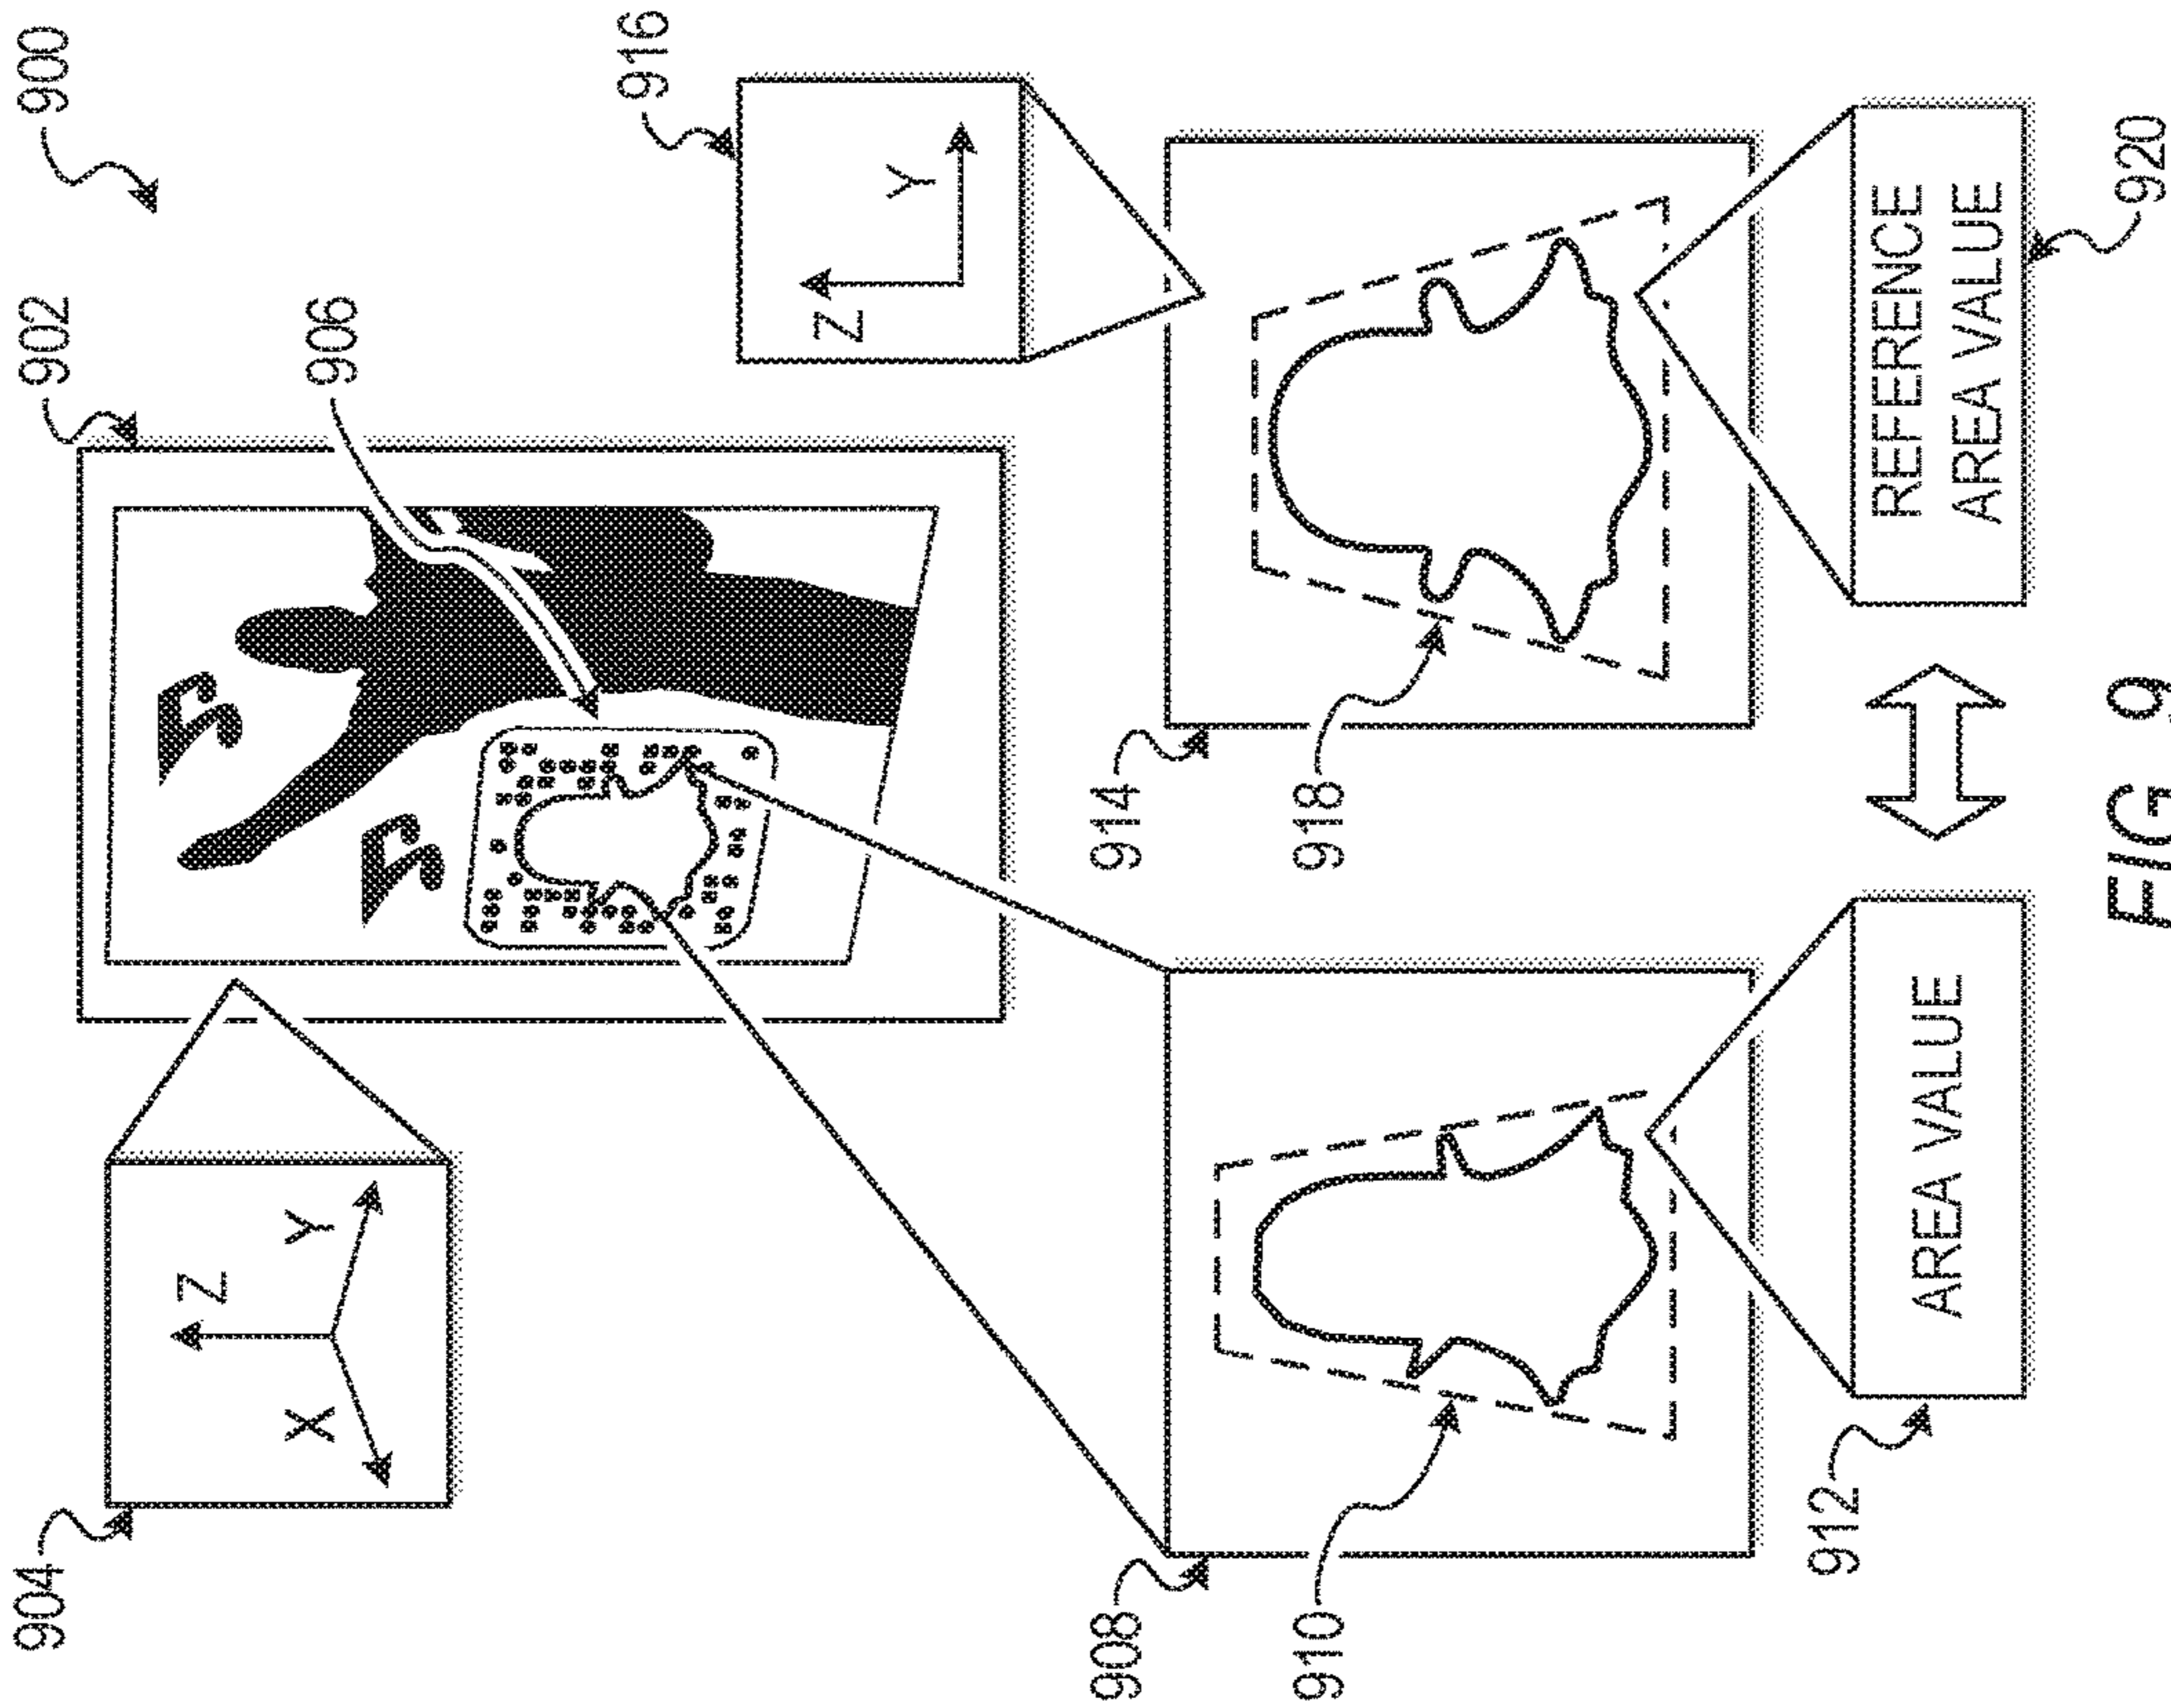 904
902
900
Z
X
Y
906
916
Z
Y
908
914
910
918
912
AREA VALUE
REFERENCE
AREA VALUE
920
FIG. 9